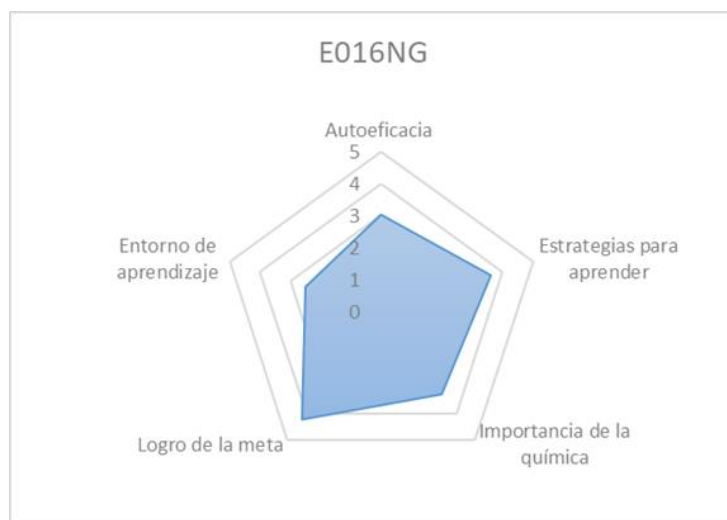 E016NG
Autoeficacia
5
4
3
2
1
0
Estrategias para
aprender
Importancia de la
química
Logro de la meta
Entorno de
aprendizaje